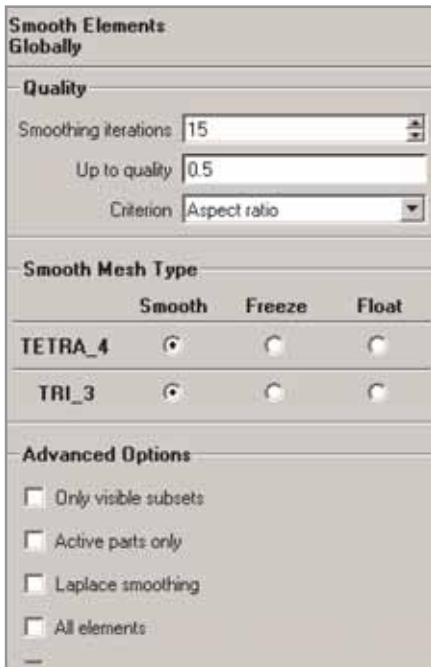 Smooth Elements
Globally
Quality
Smoothing iterations 15
Up to quality 0.5
Criterion Aspect ratio
Smooth Mesh Type
Smooth Freeze Float
TETRA_4
TRI_3
Advanced Options
Only visible subsets
Active parts only
Laplace smoothing
All elements